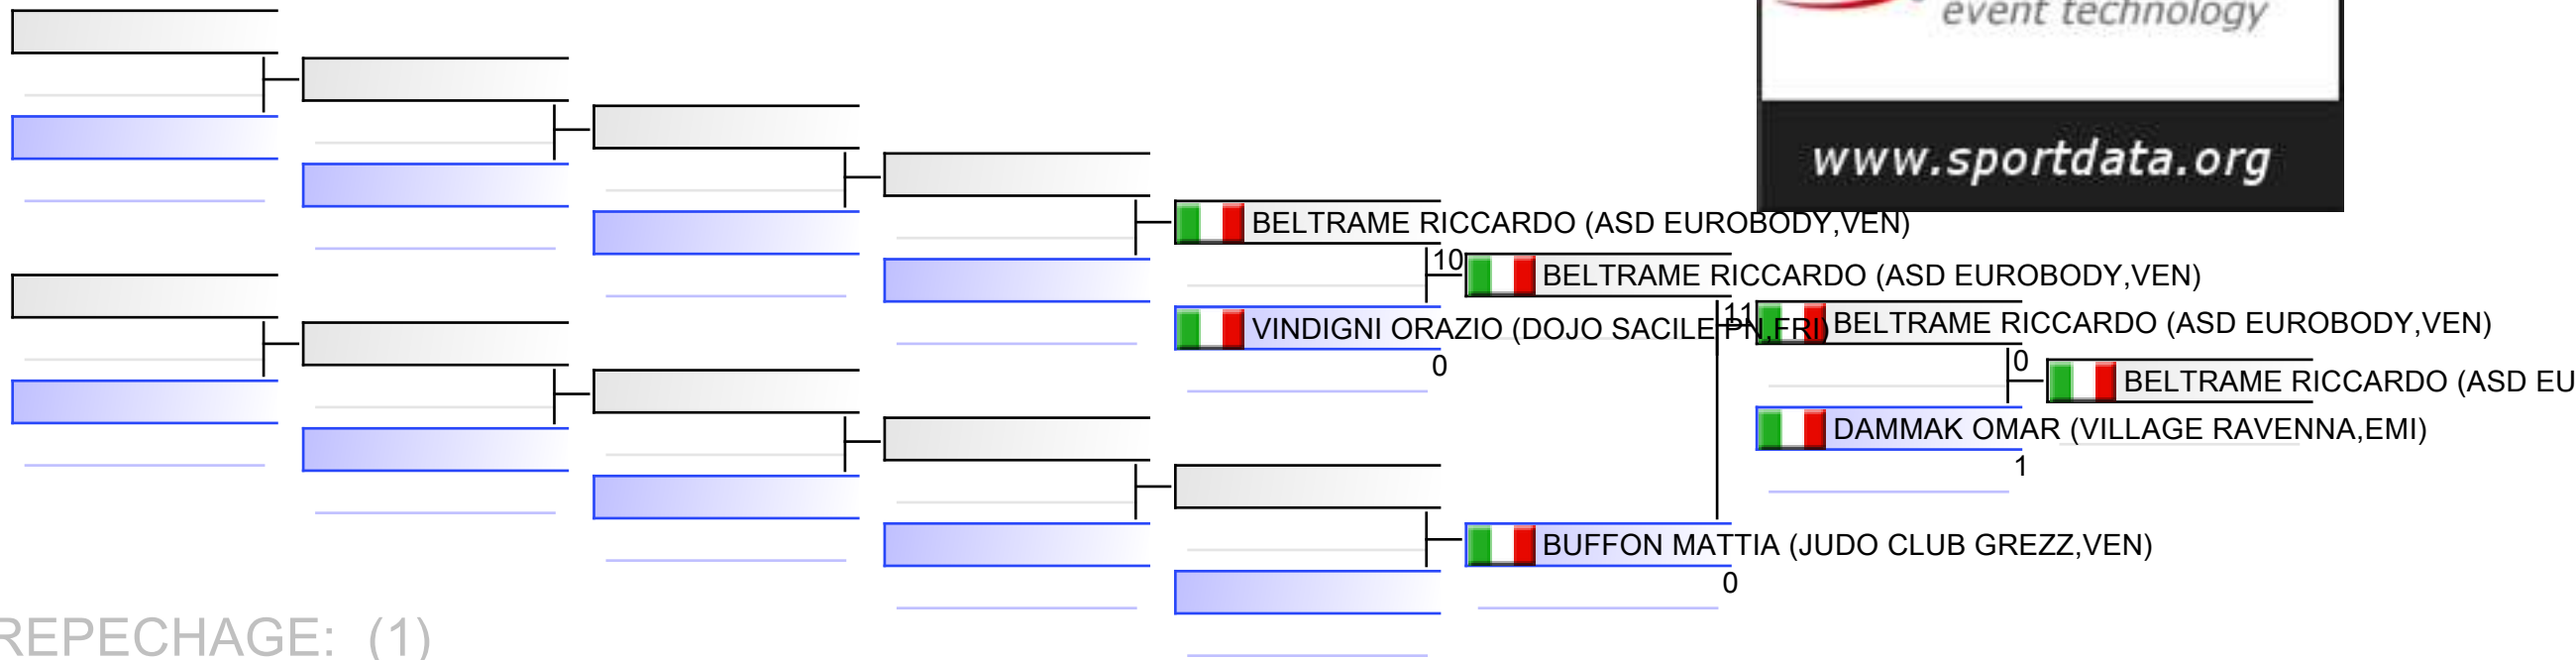 event technology
www.sportdata.org
BELTRAME RICCARDO (ASD EUROBODY,VEN)
10
BELTRAME RICCARDO (ASD EUROBODY,VEN)
VINDIGNI ORAZIO (DOJO SACILE PN,FRI)
0
11
BELTRAME RICCARDO (ASD EUROBODY,VEN)
0
BELTRAME RICCARDO (ASD EU
DAMMAK OMAR (VILLAGE RAVENNA,EMI)
1
BUFFON MATTIA (JUDO CLUB GREZZ,VEN)
0
REPECHAGE: (1)